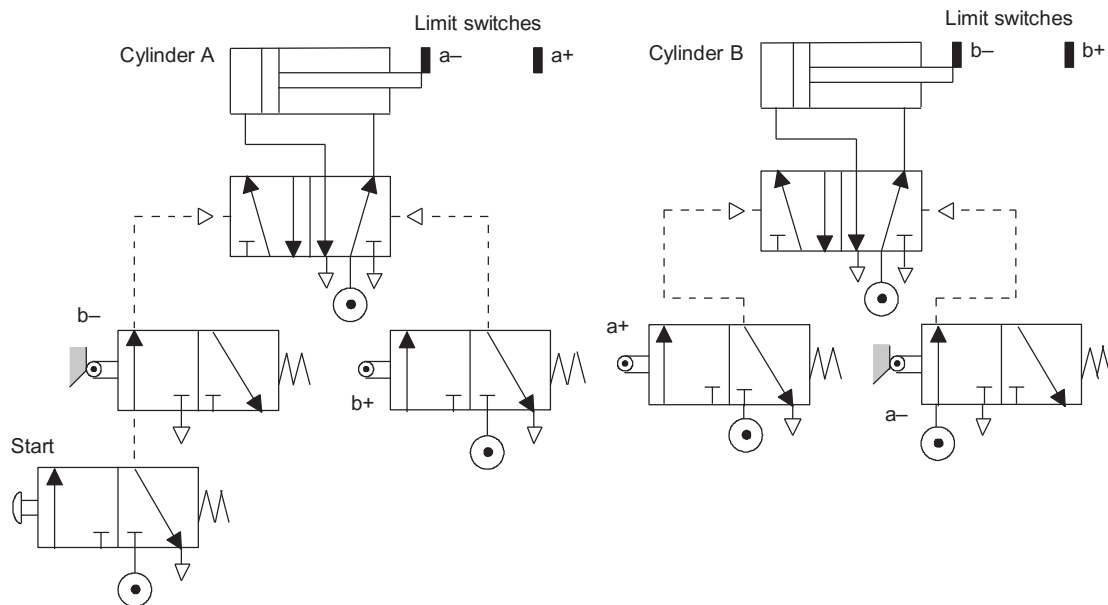 Limit switches
Cylinder A
a–
a+
Limit switches
Cylinder B
b–
b+
b–
b+
a+
a–
Start